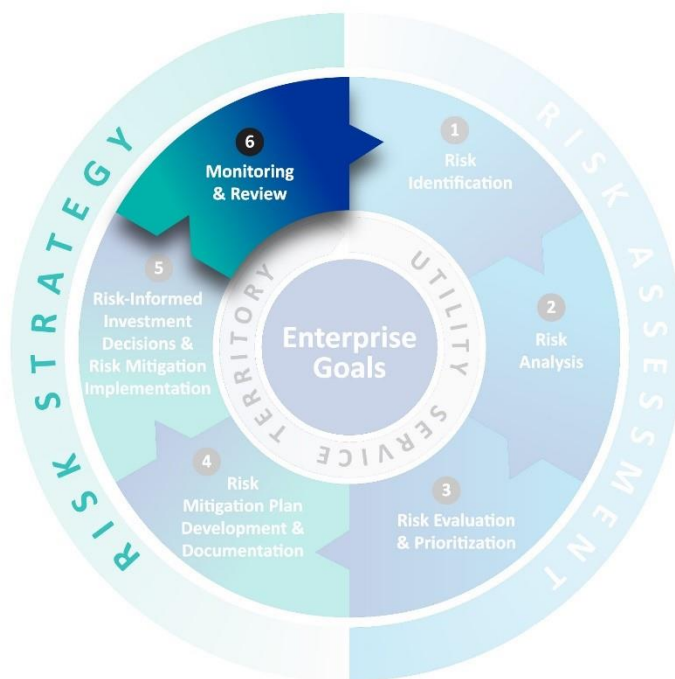 RISK STRATEGY
RISK ASSESSMENT
1
Risk
Identification
2
Risk
Analysis
3
Risk Evaluation
& Prioritization
4
Risk
Mitigation Plan
Development &
Documentation
5
Risk-Informed
Investment
Decisions &
Risk Mitigation
Implementation
6
Monitoring
& Review
UTILITY SERVICE TERRITORY
Enterprise
Goals